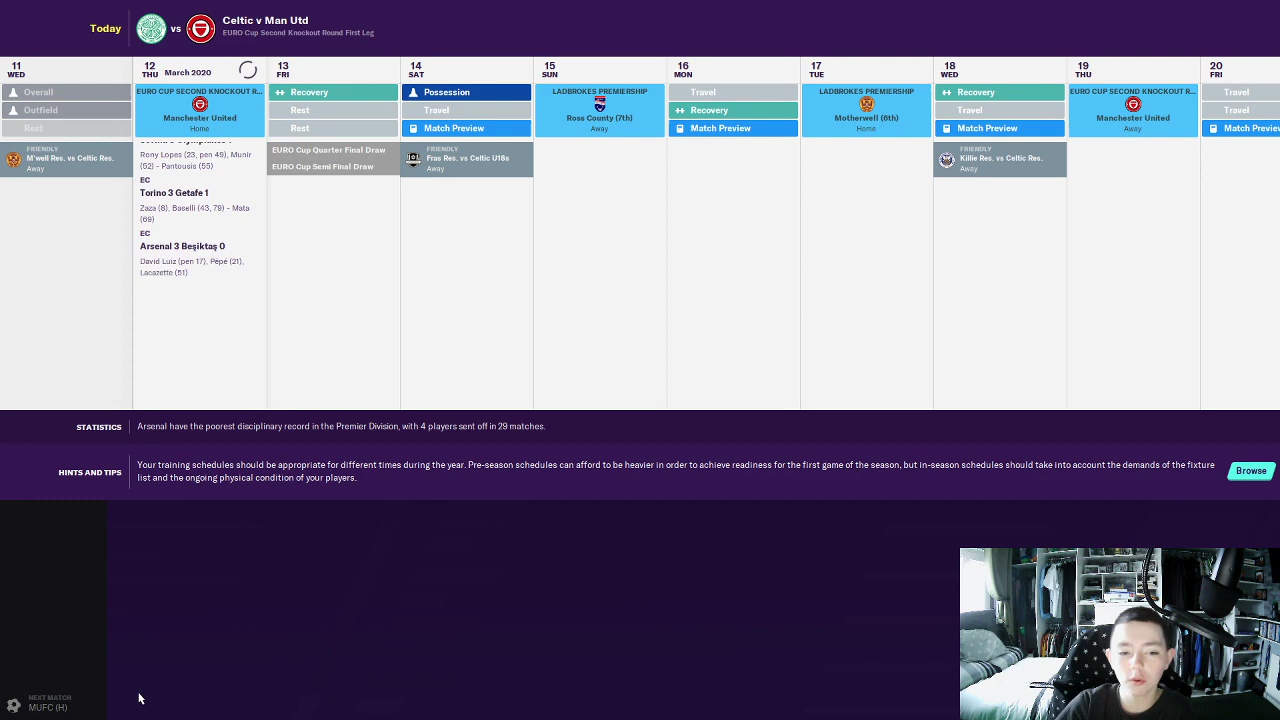 Today
Celtic v Man Utd
vs
EURO Cup Second Knockout Round First Leg
11
WED
12
THU March 2020
13
FRI
14
SAT
15
SUN
16
MON
17
TUE
18
WED
19
THU
20
FRI
Overall
Outfield
Rest
FRIENDLY
M'well Res. vs Celtic Res.
Away
EURO CUP SECOND KNOCKOUT R...
Manchester United
Home
Rony Lopes (23, pen 49), Munir
(52) - Pantousis (55)
EC
Torino 3 Getafe 1
Zaza (8), Baselli (43, 79) - Mata
(69)
EC
Arsenal 3 Beşiktaş 0
David Luiz (pen 17), Pépé (21),
Lacazette (51)
Recovery
Rest
Rest
EURO Cup Quarter Final Draw
EURO Cup Semi Final Draw
Possession
Travel
Match Preview
FRIENDLY
Fras Res. vs Celtic U18s
Away
LADBROKES PREMIERSHIP
Ross County (7th)
Away
Travel
Recovery
Match Preview
LADBROKES PREMIERSHIP
Motherwell (6th)
Home
Recovery
Travel
Match Preview
FRIENDLY
Killie Res. vs Celtic Res.
Away
EURO CUP SECOND KNOCKOUT R...
Manchester United
Away
Travel
Travel
Match Preview
STATISTICS
Arsenal have the poorest disciplinary record in the Premier Division, with 4 players sent off in 29 matches.
HINTS AND TIPS
Your training schedules should be appropriate for different times during the year. Pre-season schedules can afford to be heavier in order to achieve readiness for the first game of the season, but in-season schedules should take into account the demands of the fixture
list and the ongoing physical condition of your players.
Browse
NEXT MATCH
MUFC (H)